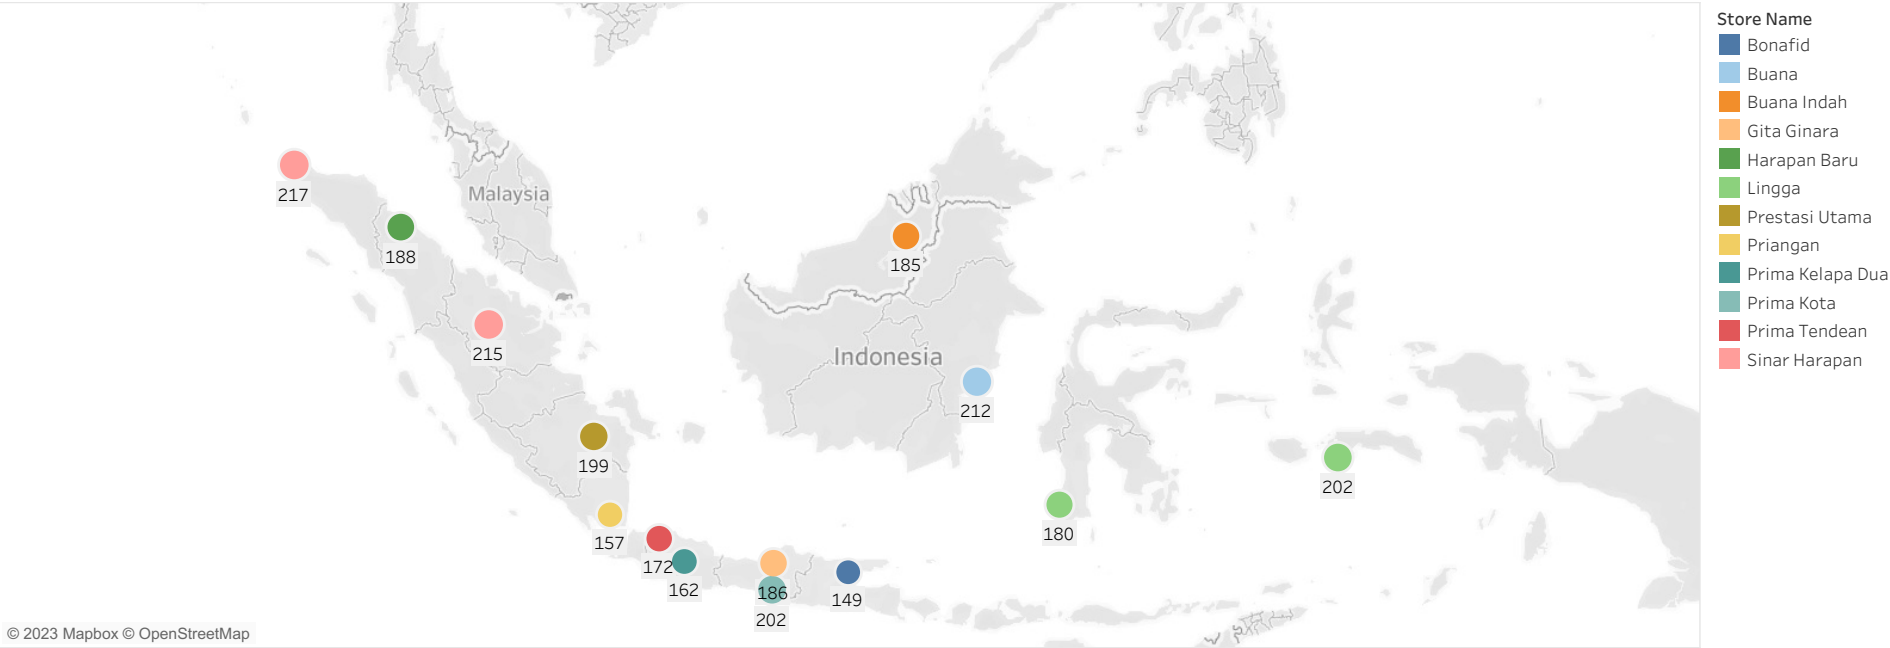 Store Name
Bonafid
Buana
Buana Indah
Gita Ginara
Harapan Baru
Lingga
Prestasi Utama
Priangan
Prima Kelapa Dua
Prima Kota
Prima Tendean
Sinar Harapan
217
Malaysia
188
185
215
Indonesia
212
199
202
180
157
172
162
186
149
202
© 2023 Mapbox © OpenStreetMap